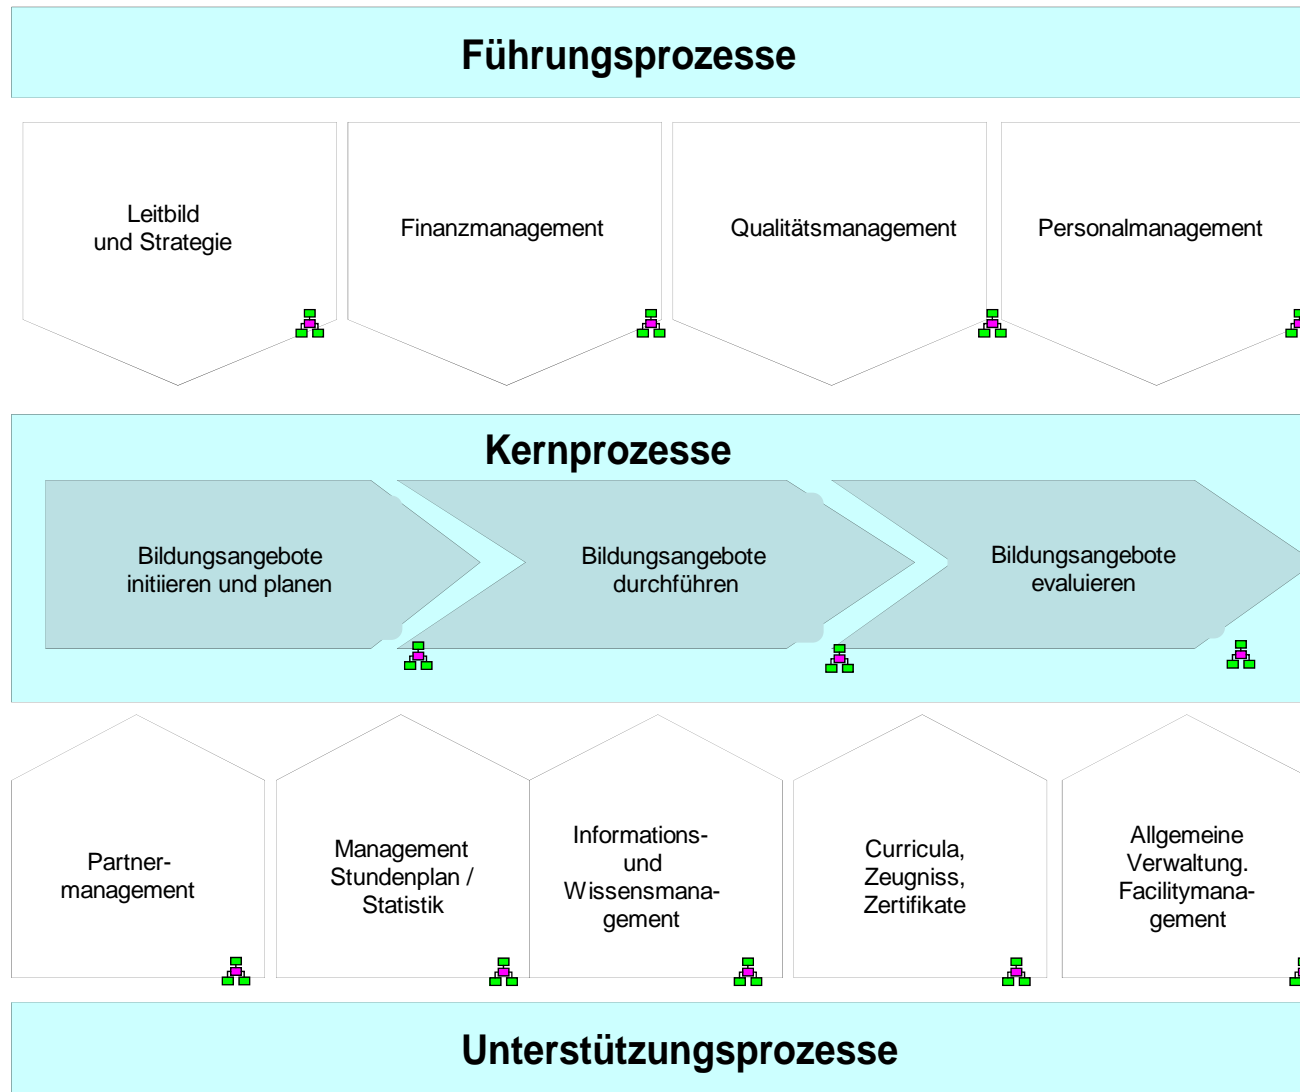 Führungsprozesse
Leitbild
und Strategie
Finanzmanagement
Qualitätsmanagement
Personalmanagement
Kernprozesse
Bildungsangebote
initiieren und planen
Bildungsangebote
durchführen
Bildungsangebote
evaluieren
Partner-
management
Management
Stundenplan /
Statistik
Informations-
und
Wissensmana-
gement
Curricula,
Zeugniss,
Zertifikate
Allgemeine
Verwaltung.
Facilitymana-
gement
Unterstützungsprozesse